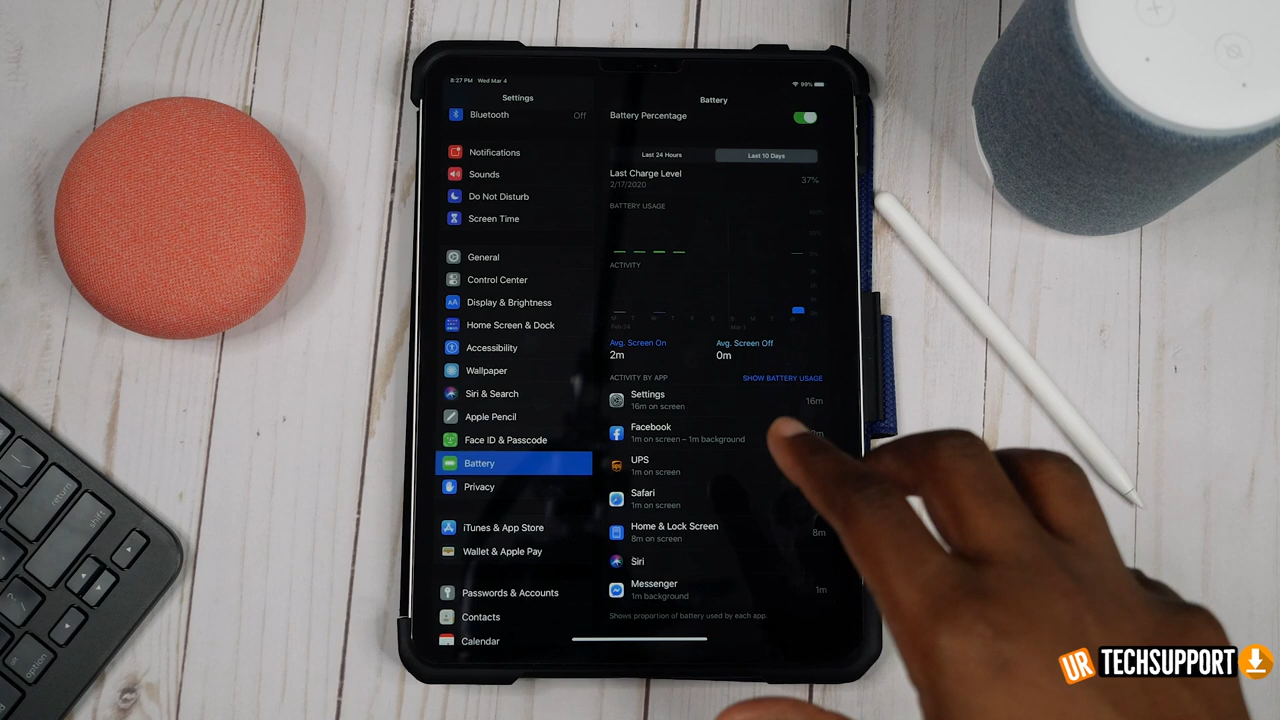 8:27 PM Wed Mar 4
99%
Settings
Bluetooth Off
Notifications
Sounds
Do Not Disturb
Screen Time
General
Control Center
AA Display & Brightness
Home Screen & Dock
Accessibility
Wallpaper
Siri & Search
Apple Pencil
Face ID & Passcode
Battery
Privacy
iTunes & App Store
Wallet & Apple Pay
Passwords & Accounts
Contacts
Calendar
Battery
Battery Percentage
Last 24 Hours Last 10 Days
Last Charge Level
2/17/2020
37%
BATTERY USAGE
ACTIVITY
Avg. Screen On Avg. Screen Off
2m 0m
ACTIVITY BY APP SHOW BATTERY USAGE
Settings
16m on screen
16m
Facebook
1m on screen – 1m background
UPS
1m on screen
Safari
1m on screen
Home & Lock Screen
8m on screen
8m
Siri
Messenger
1m background
1m
Shows proportion of battery used by each app.
return
shift
option
UR TECHSUPPORT